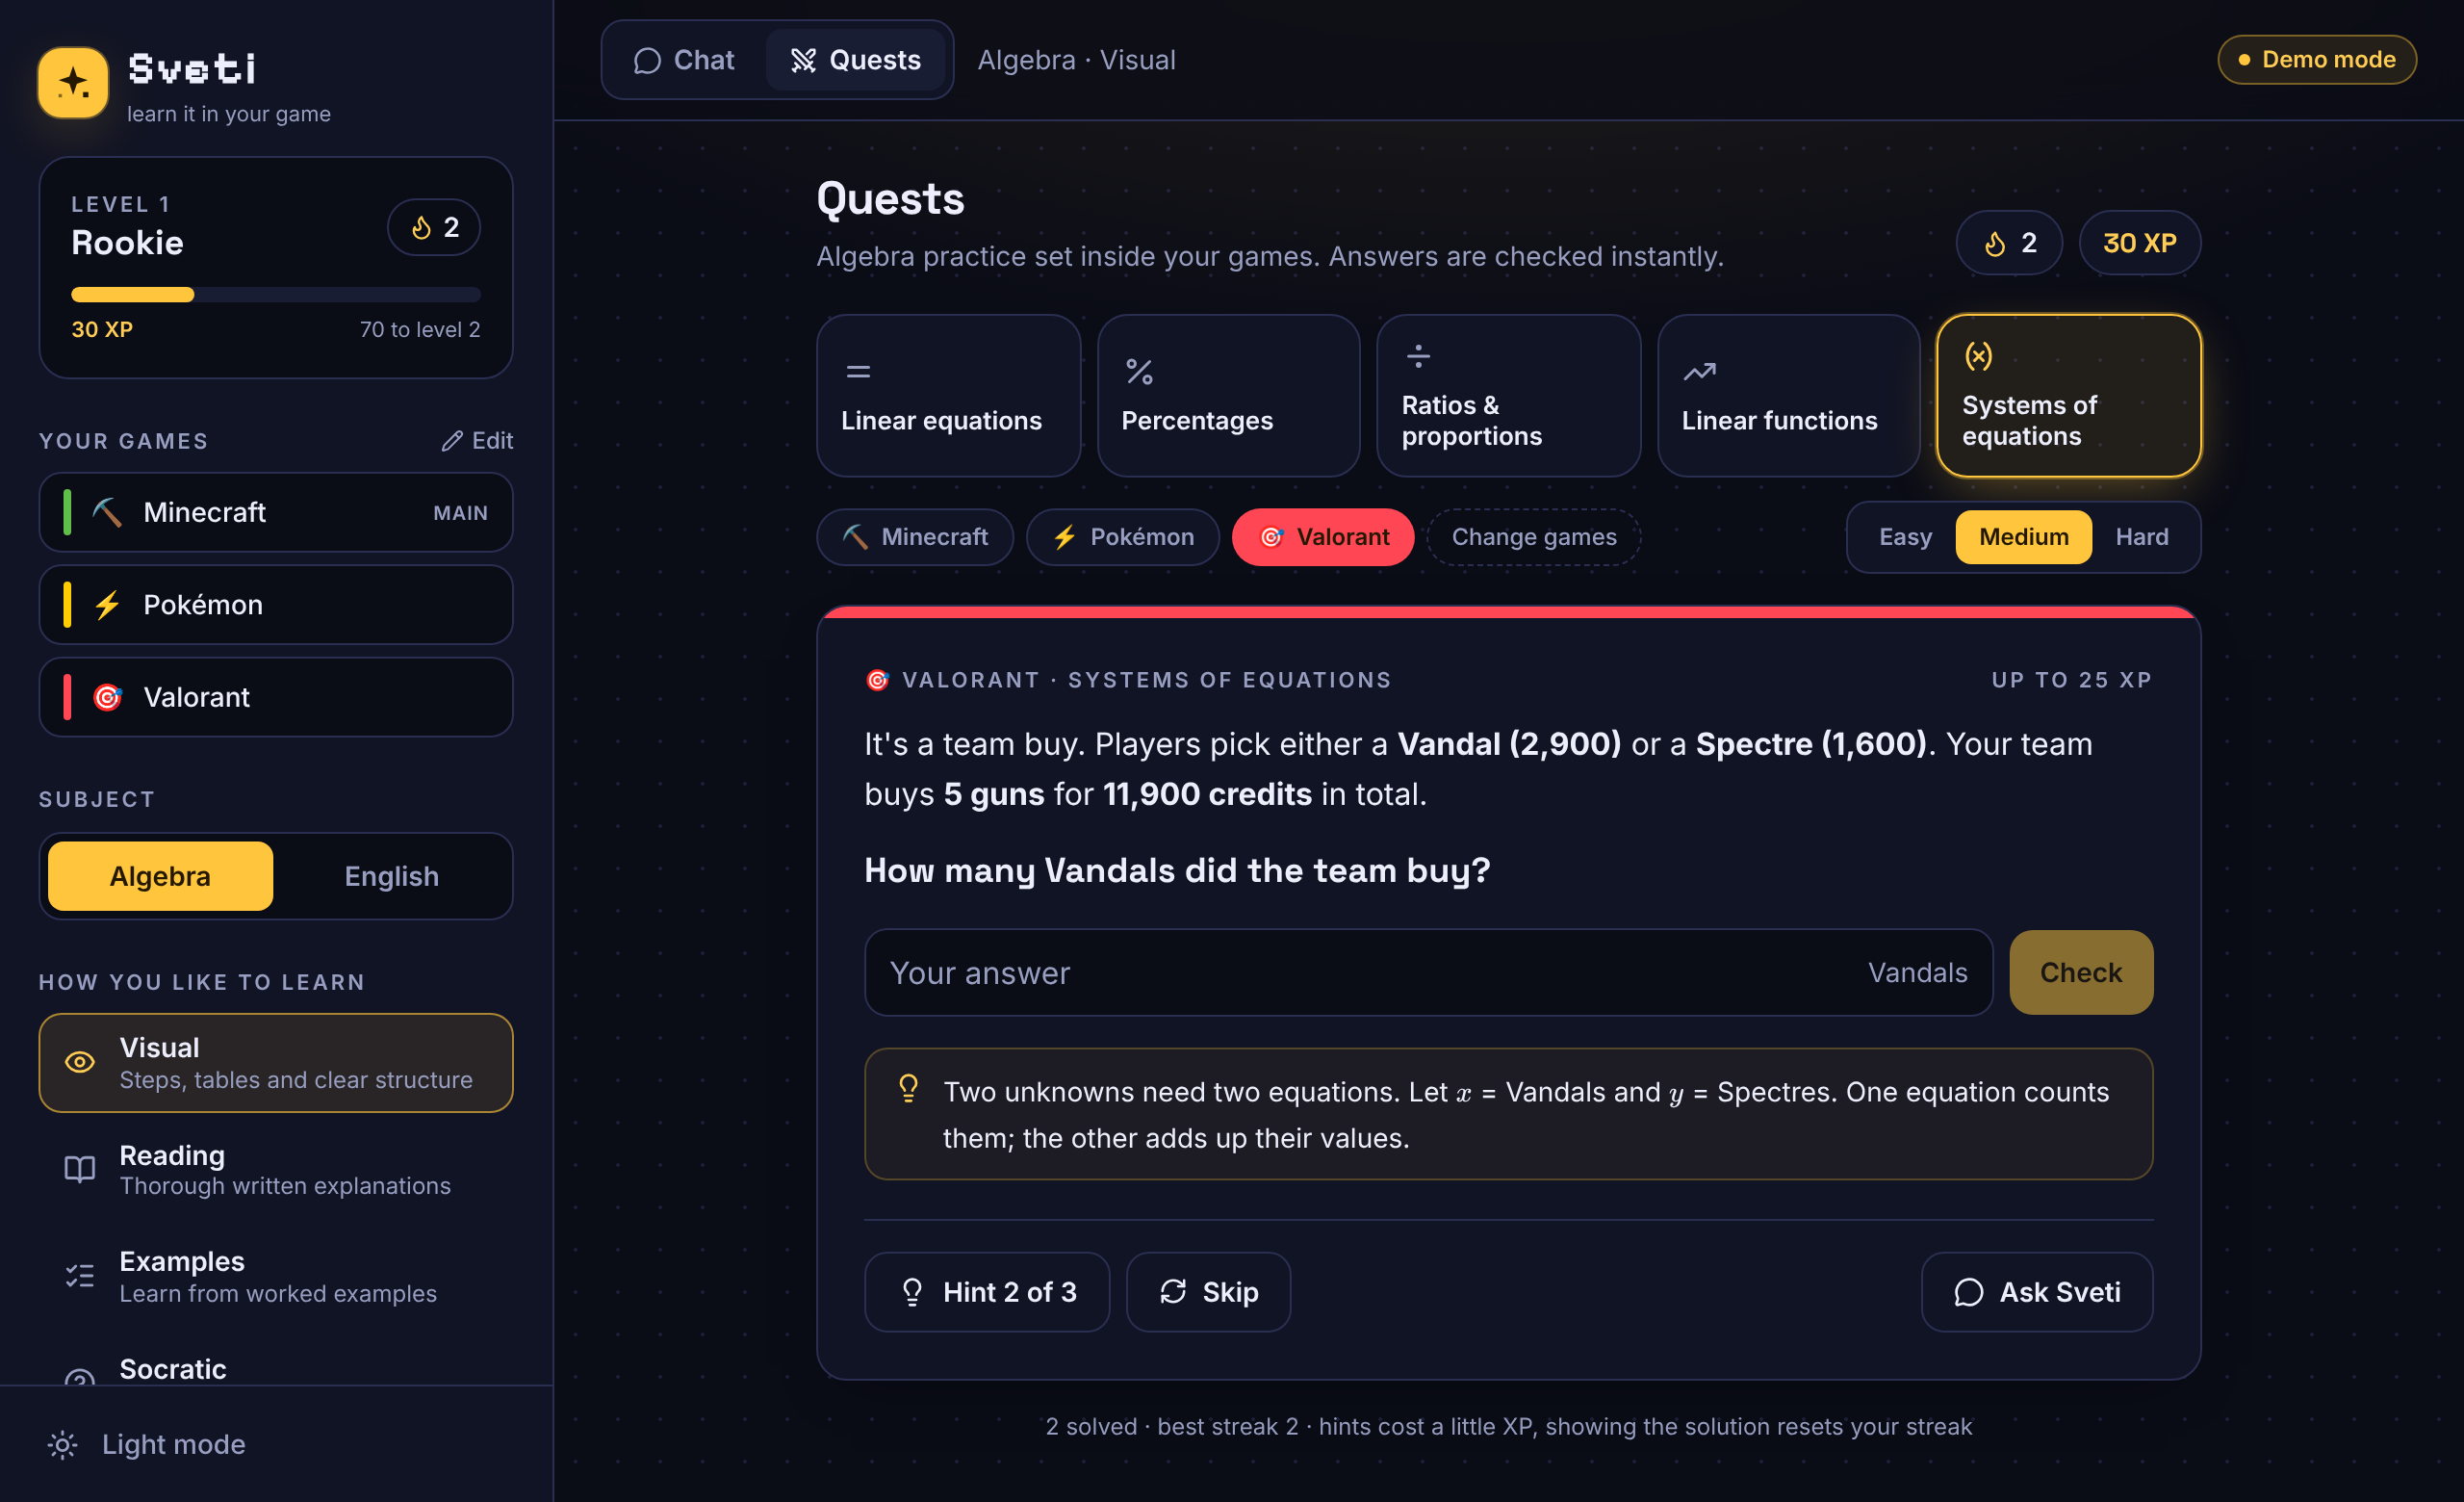 Sveti
learn it in your game
LEVEL 1
Rookie
2
30 XP
70 to level 2
YOUR GAMES
Edit
Minecraft
MAIN
Pokémon
Valorant
SUBJECT
Algebra
English
HOW YOU LIKE TO LEARN
Visual
Steps, tables and clear structure
Reading
Thorough written explanations
Examples
Learn from worked examples
Socratic
Light mode
Chat
Quests
Algebra · Visual
Demo mode
Quests
Algebra practice set inside your games. Answers are checked instantly.
2
30 XP
Linear equations
Percentages
Ratios &
proportions
Linear functions
Systems of
equations
Minecraft
Pokémon
Valorant
Change games
Easy
Medium
Hard
VALORANT · SYSTEMS OF EQUATIONS
UP TO 25 XP
It's a team buy. Players pick either a Vandal (2,900) or a Spectre (1,600). Your team
buys 5 guns for 11,900 credits in total.
How many Vandals did the team buy?
Your answer
Vandals
Check
Two unknowns need two equations. Let x = Vandals and y = Spectres. One equation counts
them; the other adds up their values.
Hint 2 of 3
Skip
Ask Sveti
2 solved · best streak 2 · hints cost a little XP, showing the solution resets your streak